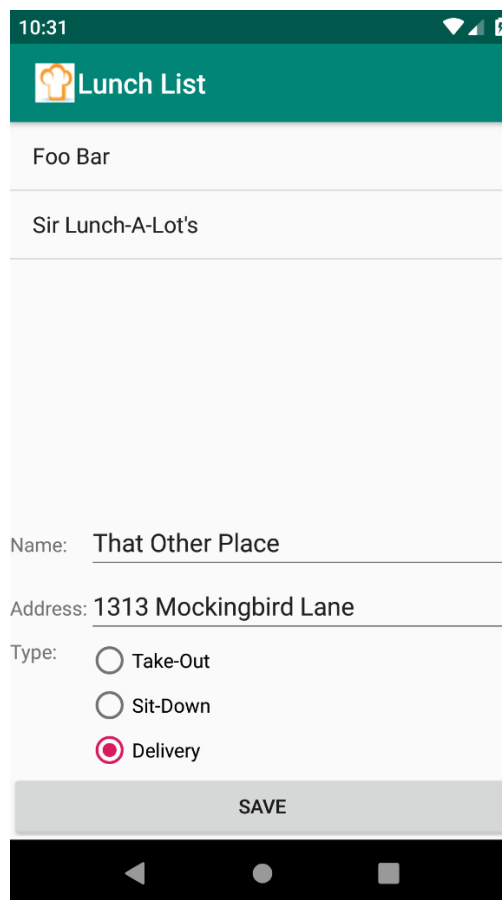 10:31
Lunch List
Foo Bar
Sir Lunch-A-Lot's
Name: That Other Place
Address: 1313 Mockingbird Lane
Type: Take-Out
Sit-Down
Delivery
SAVE